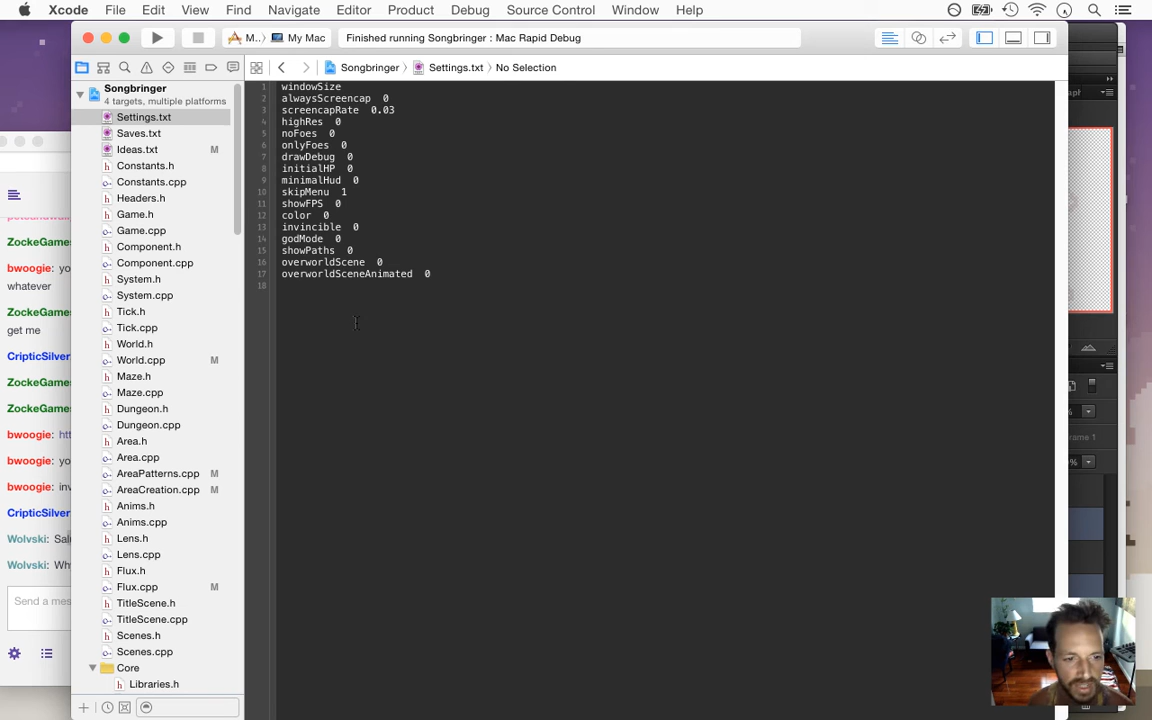 Xcode File Edit View Find Navigate Editor Product Debug Source Control Window Help
M..〉 My Mac
Finished running Songbringer : Mac Rapid Debug
Songbringer 〉 Settings.txt 〉 No Selection
Songbringer
4 targets, multiple platforms
Settings.txt
Saves.txt
Ideas.txt M
Constants.h
Constants.cpp
Headers.h
Game.h
Game.cpp
Component.h
Component.cpp
System.h
System.cpp
Tick.h
Tick.cpp
World.h
World.cpp M
Maze.h
Maze.cpp
Dungeon.h
Dungeon.cpp
Area.h
Area.cpp
AreaPatterns.cpp M
AreaCreation.cpp M
Anims.h
Anims.cpp
Lens.h
Lens.cpp
Flux.h
Flux.cpp M
TitleScene.h
TitleScene.cpp
Scenes.h
Scenes.cpp
Core
Libraries.h
1 windowSize
2 alwaysScreencap 0
3 screencapRate 0.03
4 highRes 0
5 noFoes 0
6 onlyFoes 0
7 drawDebug 0
8 initialHP 0
9 minimalHud 0
10 skipMenu 1
11 showFPS 0
12 color 0
13 invincible 0
14 godMode 0
15 showPaths 0
16 overworldScene 0
17 overworldSceneAnimated 0
18
ZockeGames
bwoogie: yo
whatever
ZockeGames
get me
CripticSilver
ZockeGames
ZockeGames
bwoogie: htt
bwoogie: yo
bwoogie: inv
CripticSilver
Wolvski: Sal
Wolvski: Wh
Send a mes